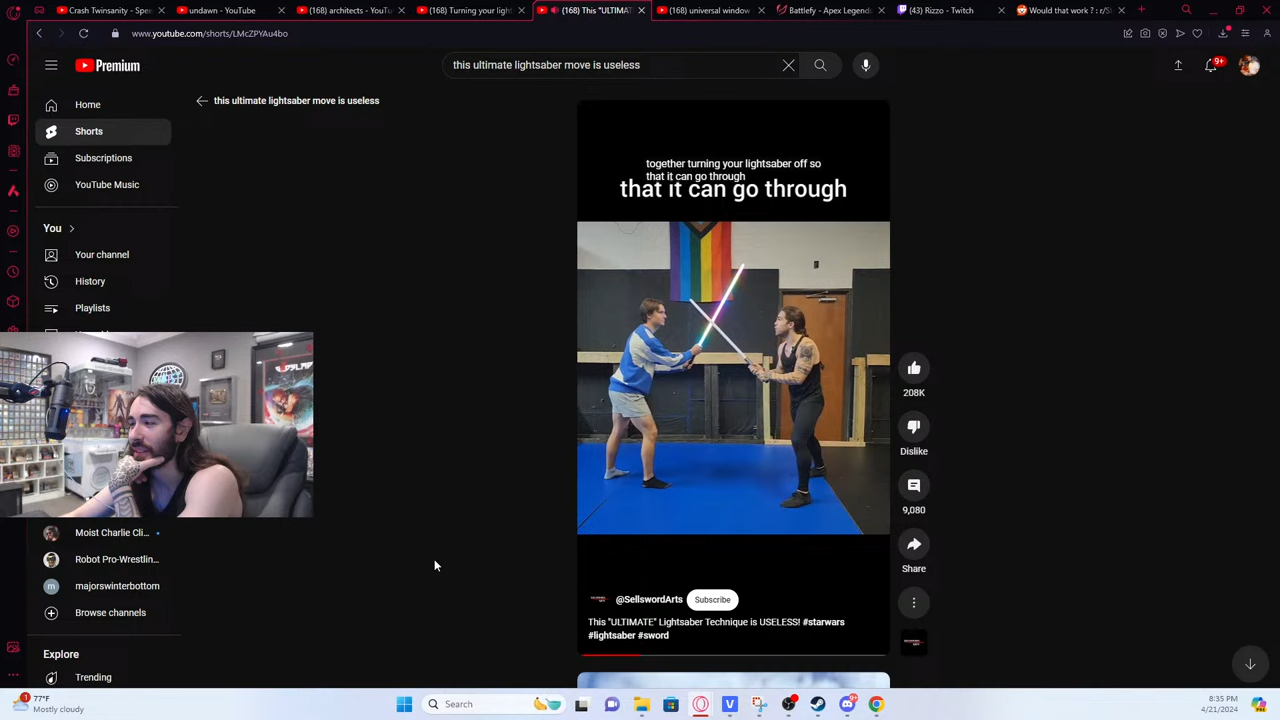 Crash Twinsanity - Spee
undawn - YouTube
(168) architects - YouTu
(168) Turning your light
(168) This "ULTIMAT
(168) universal window
Battlefy - Apex Legends
(43) Rizzo - Twitch
Would that work ? : r/S
www.youtube.com/shorts/LMcZPYAu4bo
Premium
this ultimate lightsaber move is useless
9+
Home
this ultimate lightsaber move is useless
Shorts
Subscriptions
YouTube Music
You
Your channel
History
Playlists
together turning your lightsaber off so
that it can go through
that it can go through
208K
Dislike
9,080
Share
Moist Charlie Cli...
Robot Pro-Wrestlin...
majorswinterbottom
Browse channels
Explore
Trending
@SellswordArts
Subscribe
This "ULTIMATE" Lightsaber Technique is USELESS! #starwars
#lightsaber #sword
77°F
Mostly cloudy
Search
8:35 PM
4/21/2024